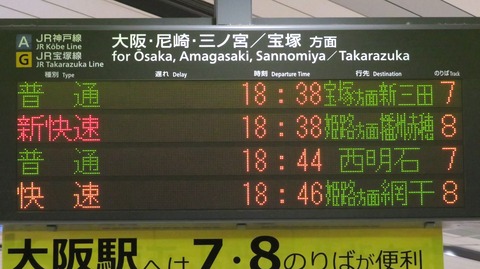 A JR神戸線 大阪・尼崎・三ノ宮／宝塚 方面
JR Kōbe Line
G JR宝塚線 for Ōsaka, Amagasaki, Sannomiya／Takarazuka
JR Takarazuka Line
種別 Type 遅れ Delay 時刻 Departure Time 行先 Destination のりば Track
普通 18:38 宝塚方面新三田 7
新快速 18:38 姫路方面播州赤穂 8
普通 18:44 西明石 7
快速 18:46 姫路方面網干 8
大阪駅へは7・8のりばが便利